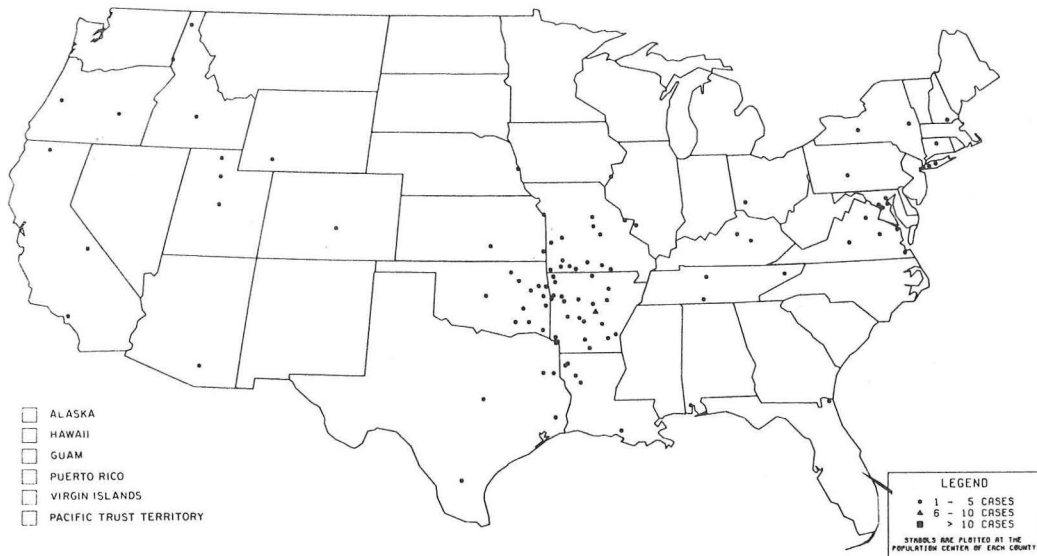 ALASKA
HAWAII
GUAM
PUERTO RICO
VIRGIN ISLANDS
PACIFIC TRUST TERRITORY
LEGEND
1 - 5 CASES
6 - 10 CASES
> 10 CASES
SYMBOLS ARE PLOTTED AT THE
POPULATION CENTER OF EACH COUNTY